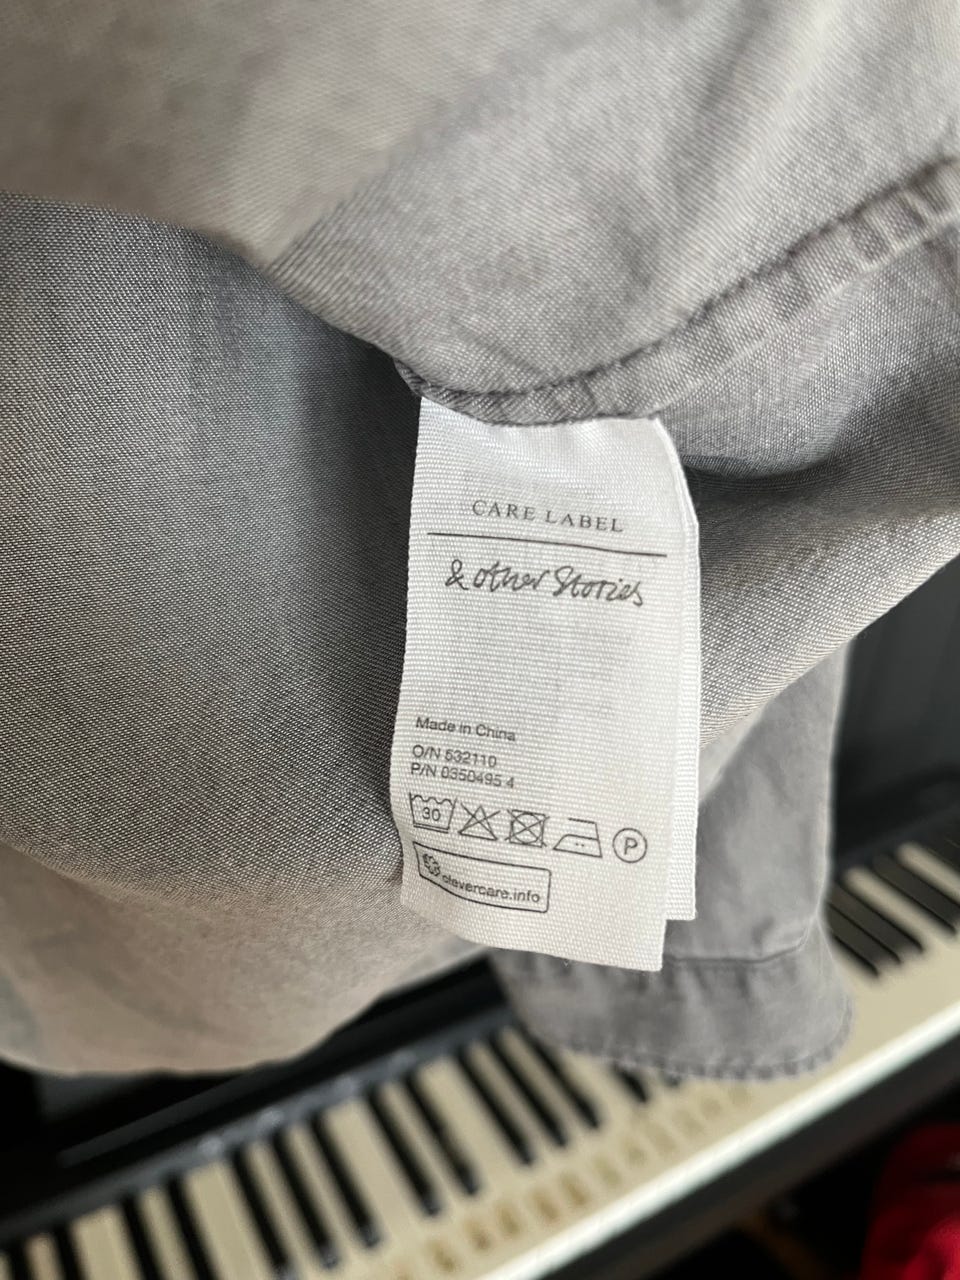 CARE LABEL
& other Stories
Made in China
O/N 532110
P/N 0350495 4
30 P
clevercare.info